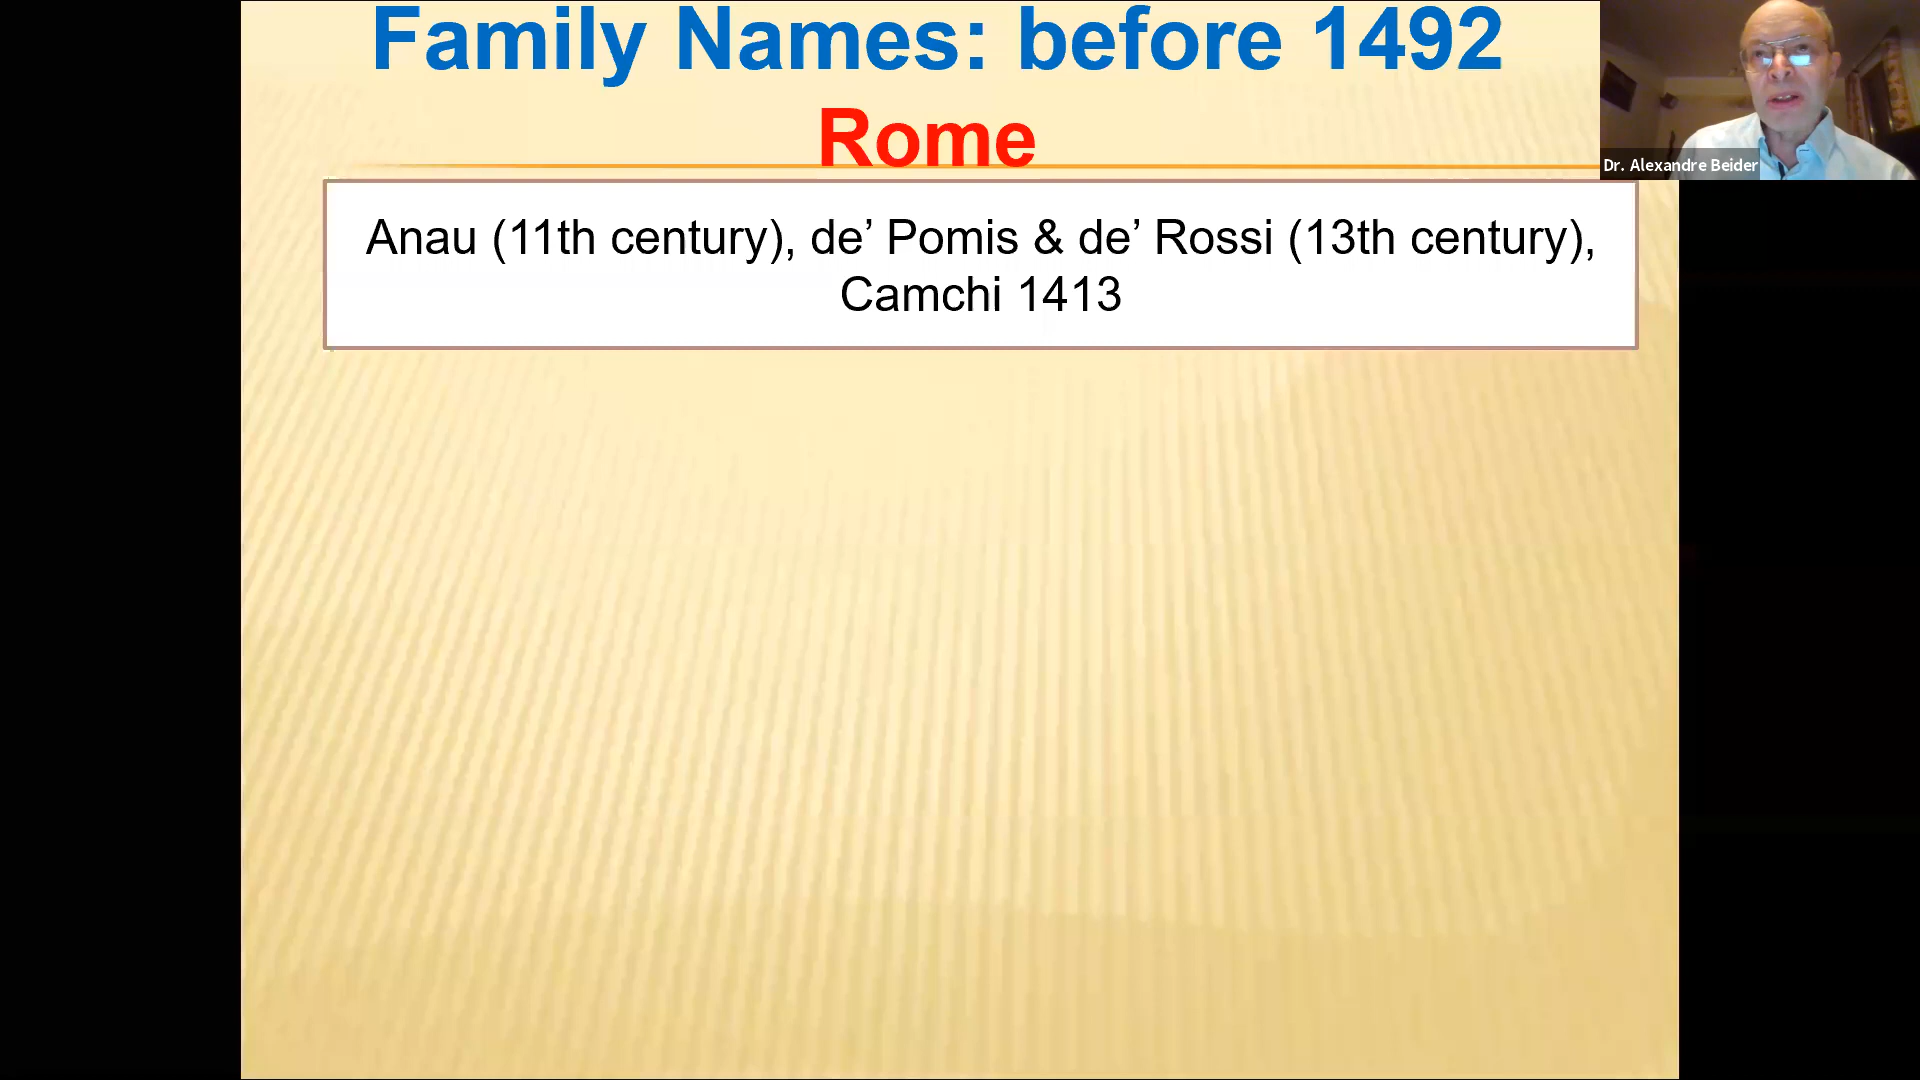 Family Names: before 1492
Rome
Anau (11th century), de’ Pomis & de’ Rossi (13th century),
Camchi 1413
Dr. Alexandre Beider